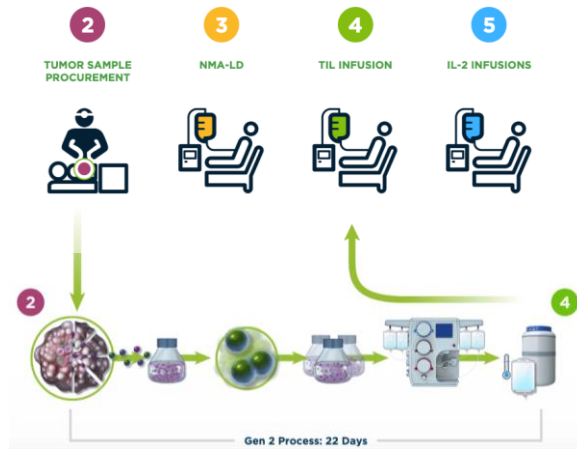 2
3
4
5
TUMOR SAMPLE
PROCUREMENT
NMA-LD
TIL INFUSION
IL-2 INFUSIONS
2
4
Gen 2 Process: 22 Days